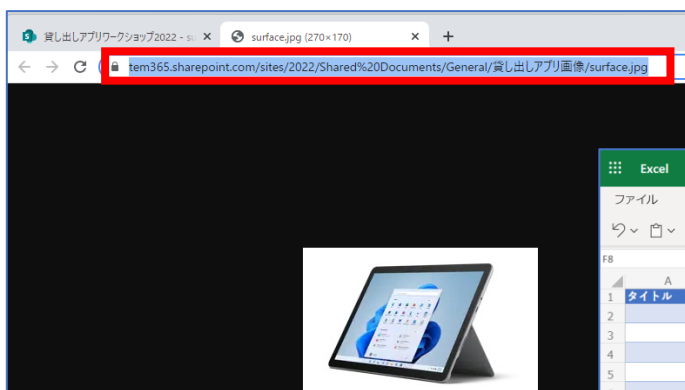 貸し出しアプリワークショップ2022 - su
surface.jpg (270×170)
tem365.sharepoint.com/sites/2022/Shared%20Documents/General/貸し出しアプリ画像/surface.jpg
Excel
ファイル
F8
A
1 タイトル
2
3
4
5